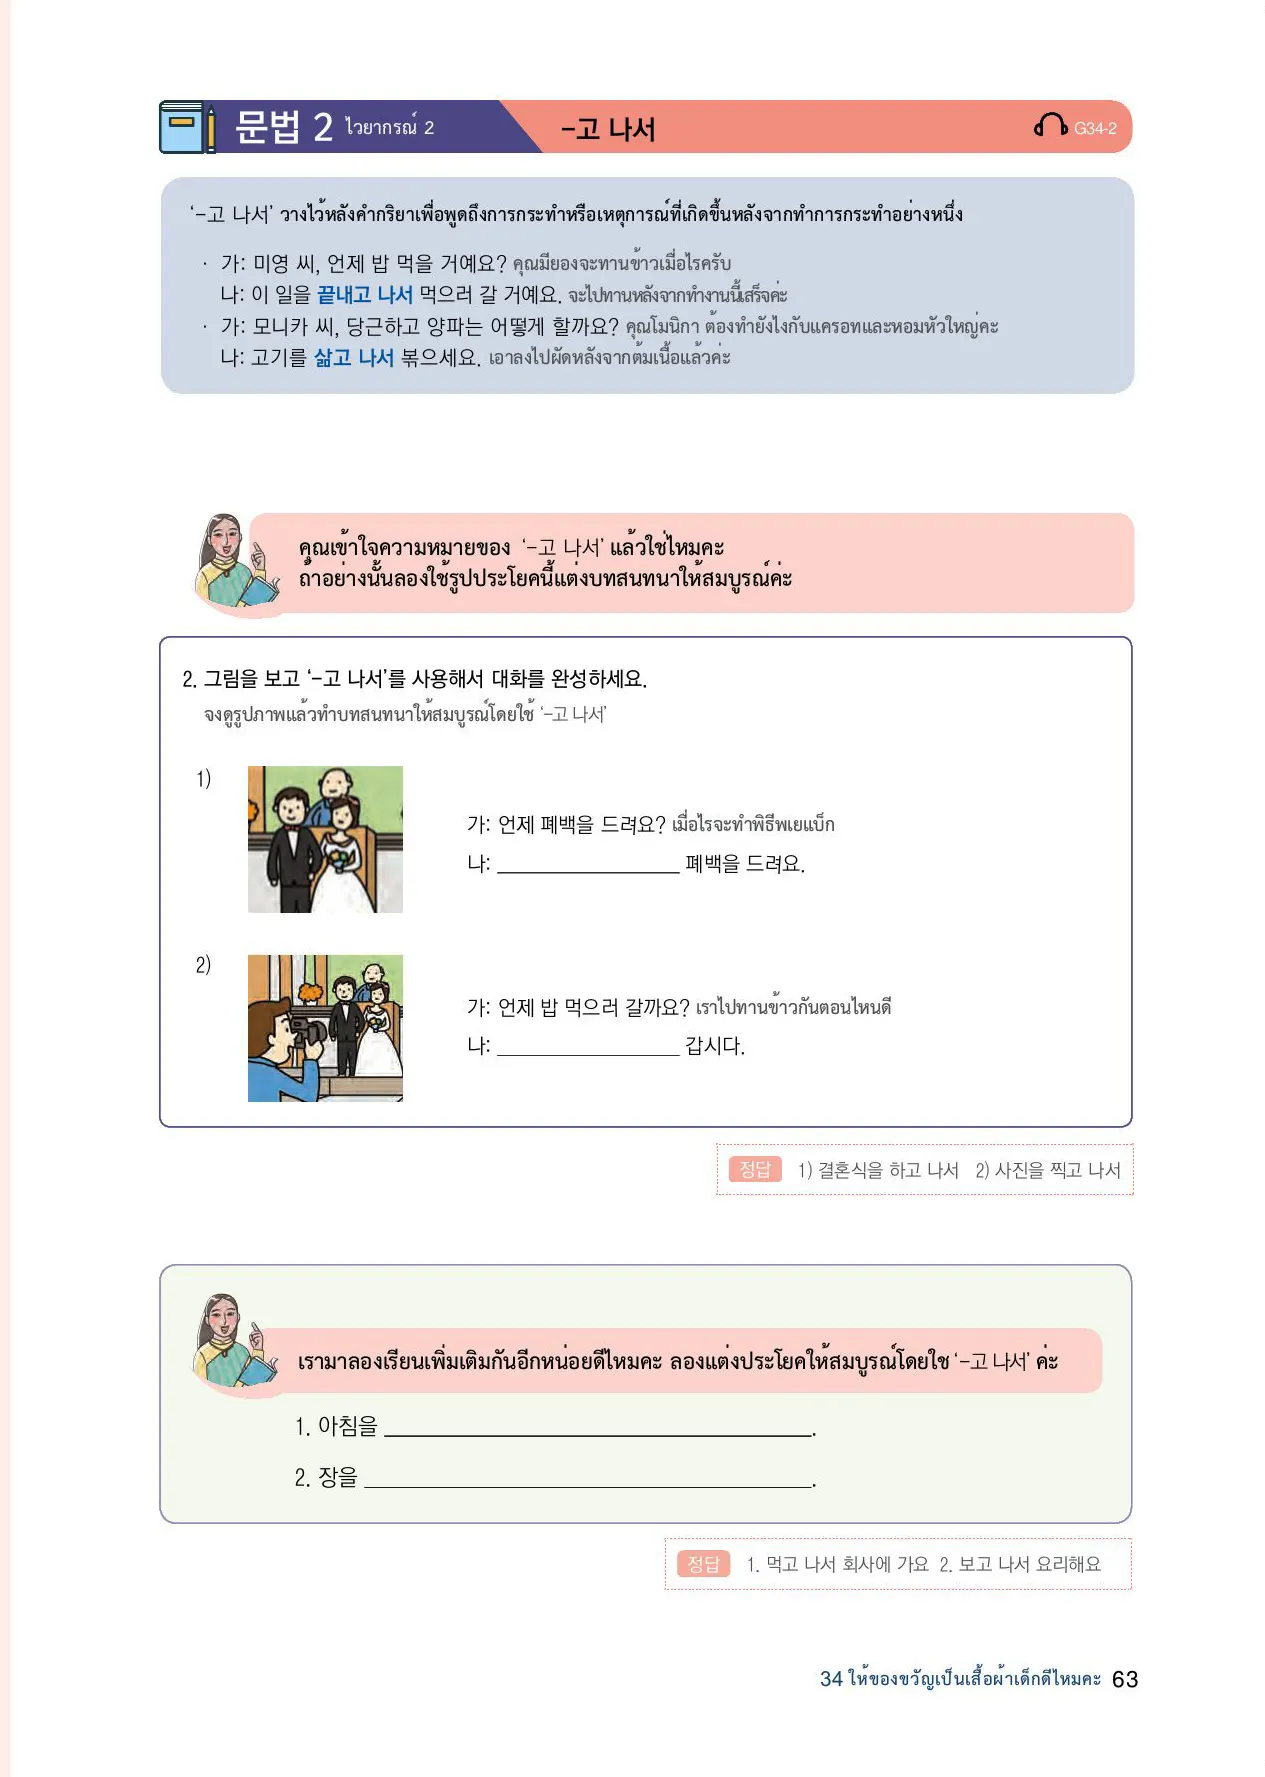 문법 2 ไวยากรณ์ 2 -고 나서 G34-2
‘-고 나서’ วางไว้หลังคำกริยาเพื่อพูดถึงการกระทำหรือเหตุการณ์ที่เกิดขึ้นหลังจากทำการกระทำอย่างหนึ่ง
· 가: 미영 씨, 언제 밥 먹을 거예요? คุณมียองจะทานข้าวเมื่อไรครับ
나: 이 일을 끝내고 나서 먹으러 갈 거예요. จะไปทานหลังจากทำงานนี้เสร็จค่ะ
· 가: 모니카 씨, 당근하고 양파는 어떻게 할까요? คุณโมนิกา ต้องทำยังไงกับแครอทและหอมหัวใหญ่คะ
나: 고기를 삶고 나서 볶으세요. เอาลงไปผัดหลังจากต้มเนื้อแล้วค่ะ
คุณเข้าใจความหมายของ ‘-고 나서’ แล้วใช่ไหมคะ
ถ้าอย่างนั้นลองใช้รูปประโยคนี้แต่งบทสนทนาให้สมบูรณ์ค่ะ
2. 그림을 보고 ‘-고 나서’를 사용해서 대화를 완성하세요.
จงดูรูปภาพแล้วทำบทสนทนาให้สมบูรณ์โดยใช้ ‘-고 나서’
1)
가: 언제 폐백을 드려요? เมื่อไรจะทำพิธีพเยแบ็ก
나: ________________ 폐백을 드려요.
2)
가: 언제 밥 먹으러 갈까요? เราไปทานข้าวกันตอนไหนดี
나: ________________ 갑시다.
정답 1) 결혼식을 하고 나서 2) 사진을 찍고 나서
เรามาลองเรียนเพิ่มเติมกันอีกหน่อยดีไหมคะ ลองแต่งประโยคให้สมบูรณ์โดยใช ‘-고 나서’ ค่ะ
1. 아침을 ________________________________.
2. 장을 ________________________________.
정답 1. 먹고 나서 회사에 가요 2. 보고 나서 요리해요
34 ให้ของขวัญเป็นเสื้อผ้าเด็กดีไหมคะ 63